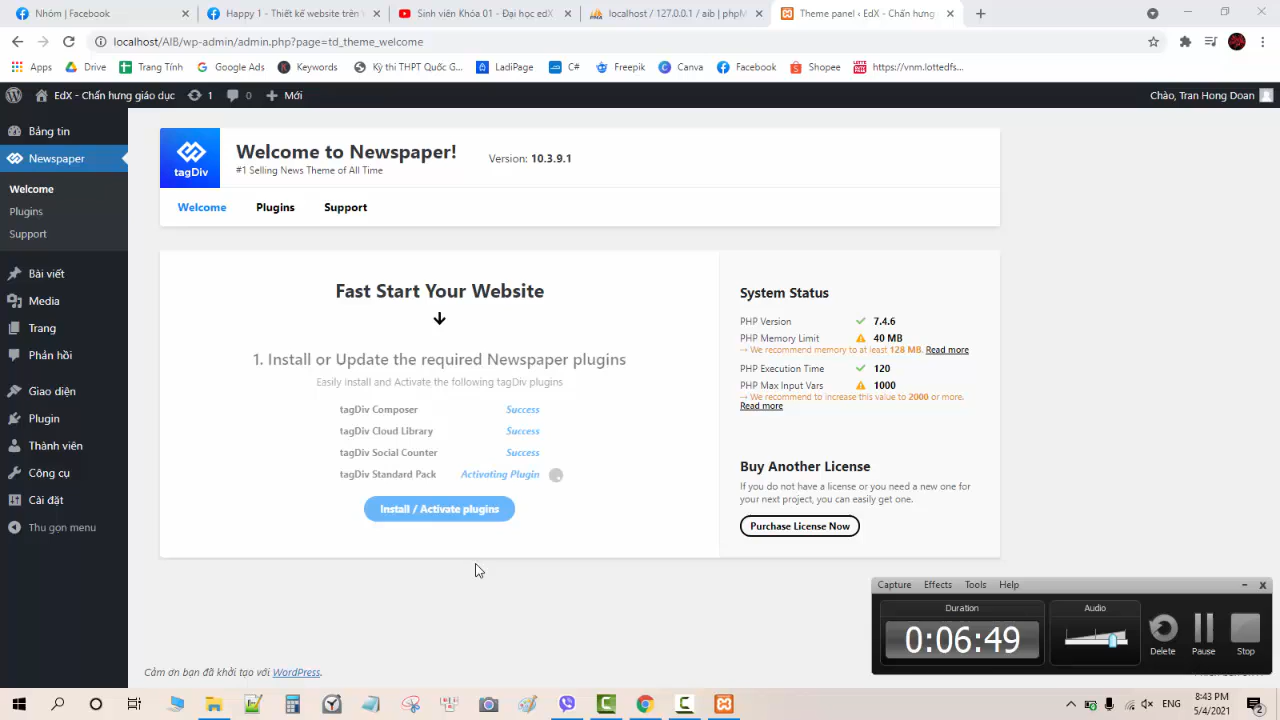 Nhóm | Facebook
Happy 1 - Thiết kế website trên
Sinh viên Khóa 01 - Đại học edX
localhost / 127.0.0.1 / aib | phpM
Theme panel ‹ EdX - Chấn hưng
localhost/AIB/wp-admin/admin.php?page=td_theme_welcome
Apps Drive Trang Tính Google Ads Keywords Kỳ thi THPT Quốc G... LadiPage C# Freepik Canva Facebook Shopee https://vnm.lottedfs...
EdX - Chấn hưng giáo dục 1 0 Mới Chào, Tran Hong Doan
Bảng tin
Newspaper
Welcome
Plugins
Support
Bài viết
Media
Trang
Phản hồi
Giao diện
Plugin
Thành viên
Công cụ
Cài đặt
Thu gọn menu
tagDiv
Welcome to Newspaper! Version: 10.3.9.1
#1 Selling News Theme of All Time
Welcome Plugins Support
Fast Start Your Website
1. Install or Update the required Newspaper plugins
Easily install and Activate the following tagDiv plugins
tagDiv Composer Success
tagDiv Cloud Library Success
tagDiv Social Counter Success
tagDiv Standard Pack Activating Plugin
Install / Activate plugins
System Status
PHP Version 7.4.6
PHP Memory Limit 40 MB
→ We recommend memory to at least 128 MB. Read more
PHP Execution Time 120
PHP Max Input Vars 1000
→ We recommend to increase this value to 2000 or more.
Read more
Buy Another License
If you do not have a license or you need a new one for
your next project, you can easily get one.
Purchase License Now
Cảm ơn bạn đã khởi tạo với WordPress.
Capture Effects Tools Help
Duration
0:06:49
Audio
Delete
Pause
Stop
ENG
8:43 PM
5/4/2021
2